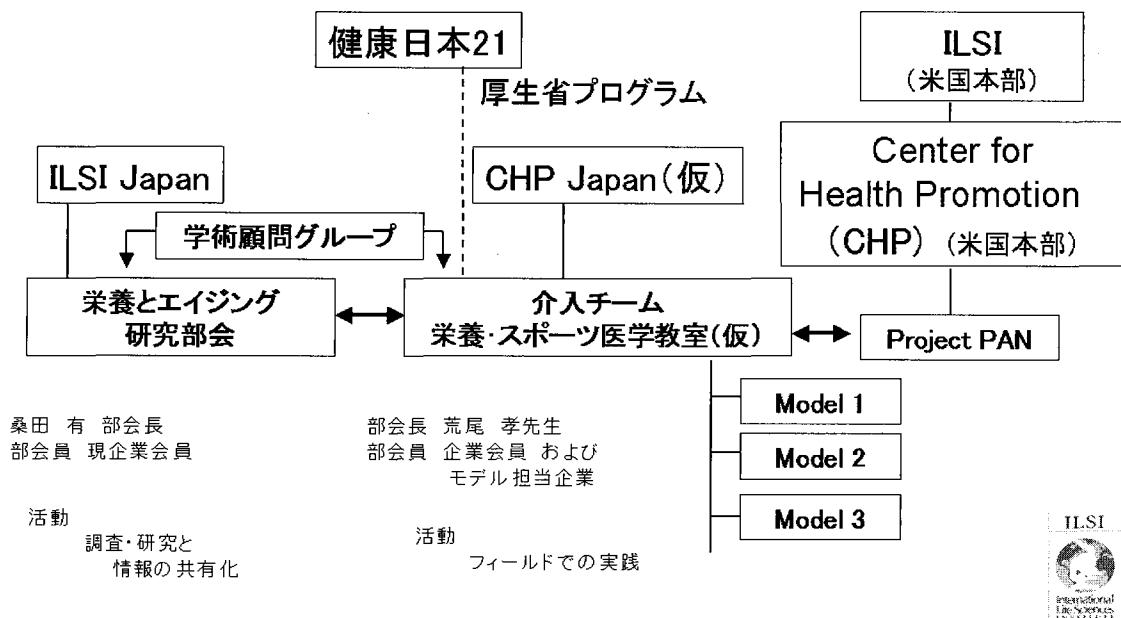 健康日本21
厚生省プログラム
ILSI
（米国本部）
Center for
Health Promotion
（CHP）（米国本部）
ILSI Japan
CHP Japan（仮）
学術顧問グループ
栄養とエイジング
研究部会
介入チーム
栄養・スポーツ医学教室（仮）
Project PAN
Model 1
Model 2
Model 3
桑田 有 部会長
部会員 現企業会員
活動
調査・研究と
情報の共有化
部会長 荒尾 孝先生
部会員 企業会員 および
モデル担当企業
活動
フィールドでの実践
ILSI
International
Life Sciences